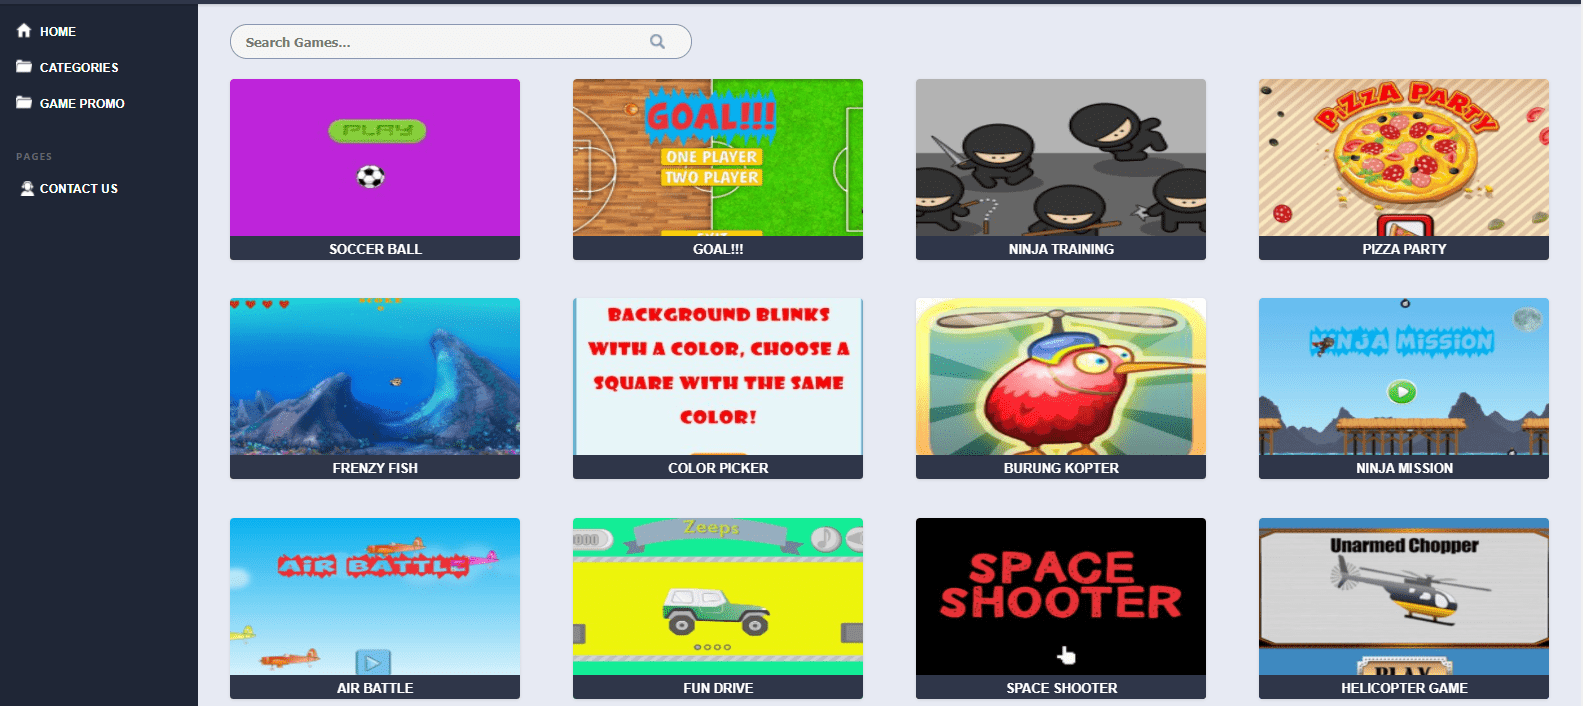 HOME
CATEGORIES
GAME PROMO
PAGES
CONTACT US
Search Games...
PLAY
SOCCER BALL
GOAL!!!
ONE PLAYER
TWO PLAYER
GOAL!!!
NINJA TRAINING
PiZZA PARTY
PIZZA PARTY
FRENZY FISH
BACKGROUND BLINKS
WITH A COLOR, CHOOSE A
SQUARE WITH THE SAME
COLOR!
COLOR PICKER
BURUNG KOPTER
NiNJA MiSSiON
NINJA MISSION
AiR BATTLE
AIR BATTLE
Zeeps
FUN DRIVE
SPACE
SHOOTER
SPACE SHOOTER
Unarmed Chopper
PLAY
HELICOPTER GAME